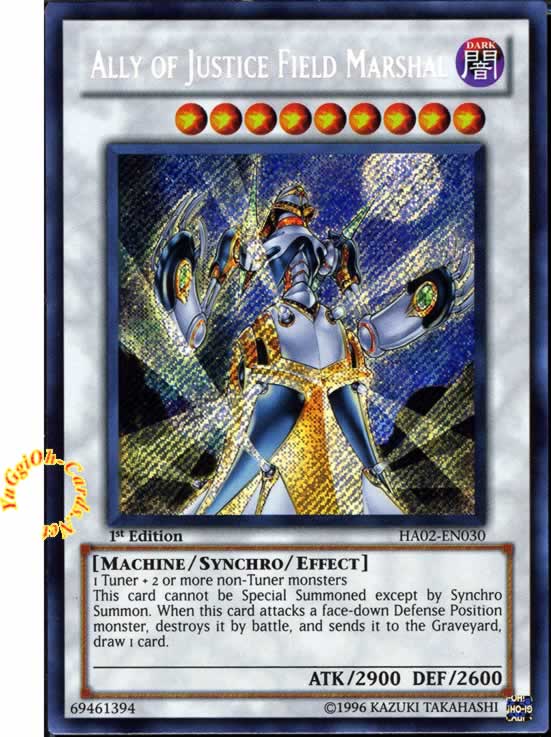 ALLY OF JUSTICE FIELD MARSHAL
DARK
闇
YuGgiOh-Cards.Net
1st Edition
HA02-EN030
[MACHINE/SYNCHRO/EFFECT]
1 Tuner + 2 or more non-Tuner monsters
This card cannot be Special Summoned except by Synchro
Summon. When this card attacks a face-down Defense Position
monster, destroys it by battle, and sends it to the Graveyard,
draw 1 card.
ATK/2900 DEF/2600
69461394
©1996 KAZUKI TAKAHASHI